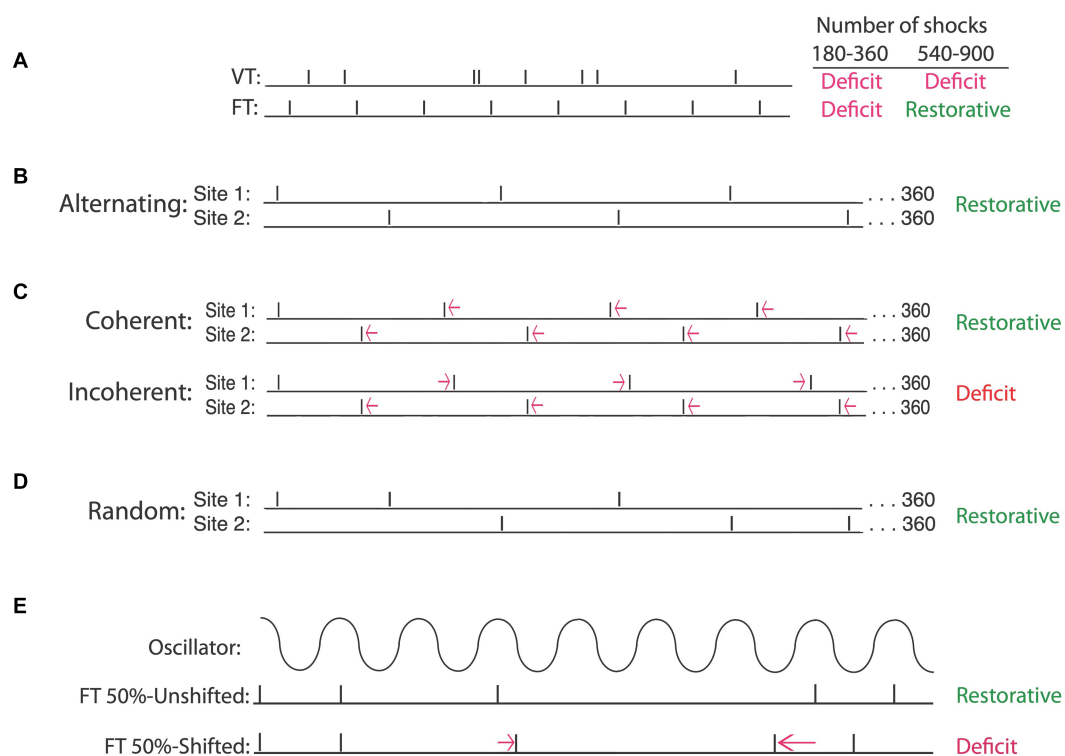 Number of shocks
A
180-360 540-900
VT: Deficit Deficit
FT: Deficit Restorative
B
Alternating: Site 1: . . . 360 Restorative
Site 2: . . . 360
C
Coherent: Site 1: . . . 360 Restorative
Site 2: . . . 360
Incoherent: Site 1: . . . 360 Deficit
Site 2: . . . 360
D
Random: Site 1: . . . 360 Restorative
Site 2: . . . 360
E
Oscillator:
FT 50%-Unshifted: Restorative
FT 50%-Shifted: Deficit